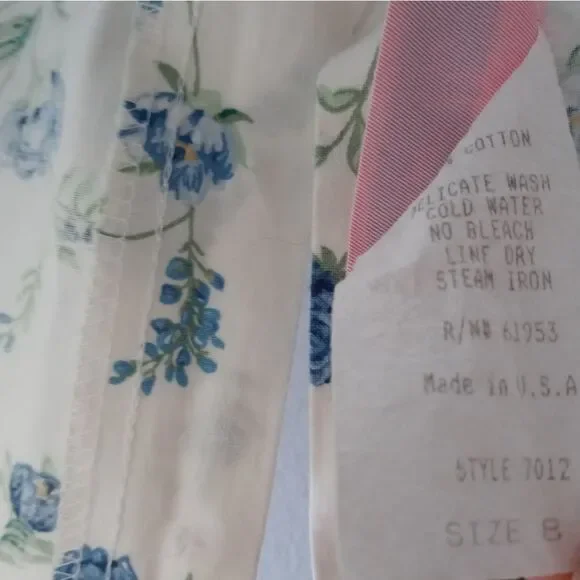 COTTON
DELICATE WASH
COLD WATER
NO BLEACH
LINE DRY
STEAM IRON
R/N# 61953
Made in U.S.A
STYLE 7012
SIZE 8